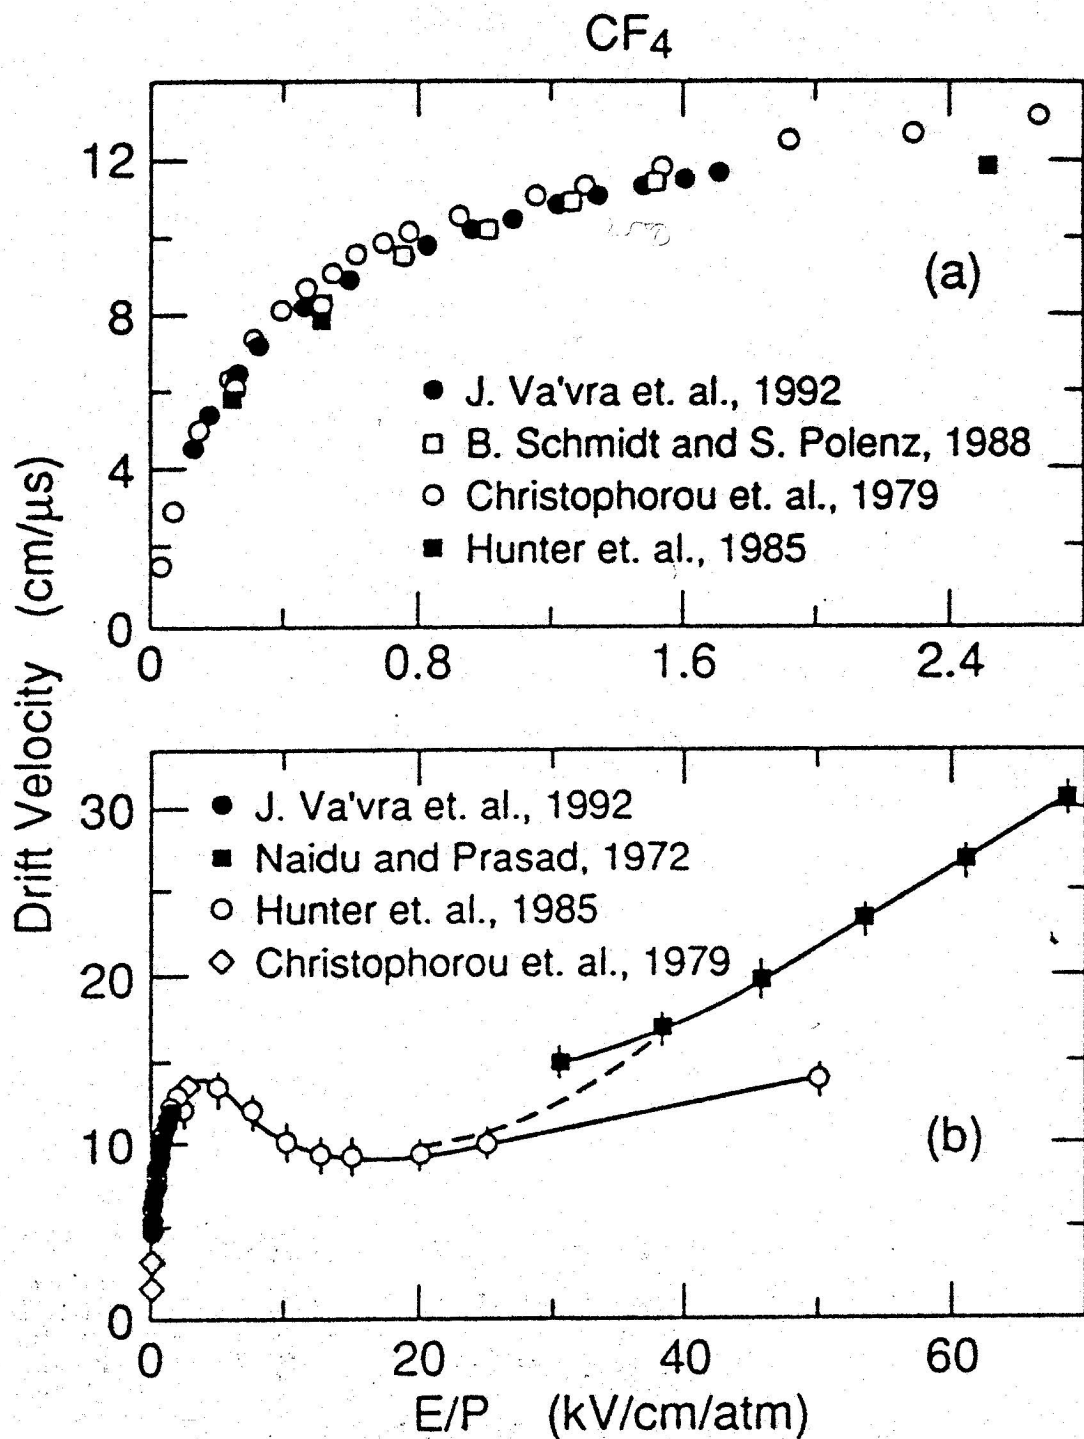 CF4
12
8
4
0
0 0.8 1.6 2.4
(a)
J. Va'vra et. al., 1992
B. Schmidt and S. Polenz, 1988
Christophorou et. al., 1979
Hunter et. al., 1985
Drift Velocity (cm/μs)
30
20
10
0
0 20 40 60
J. Va'vra et. al., 1992
Naidu and Prasad, 1972
Hunter et. al., 1985
Christophorou et. al., 1979
(b)
E/P (kV/cm/atm)